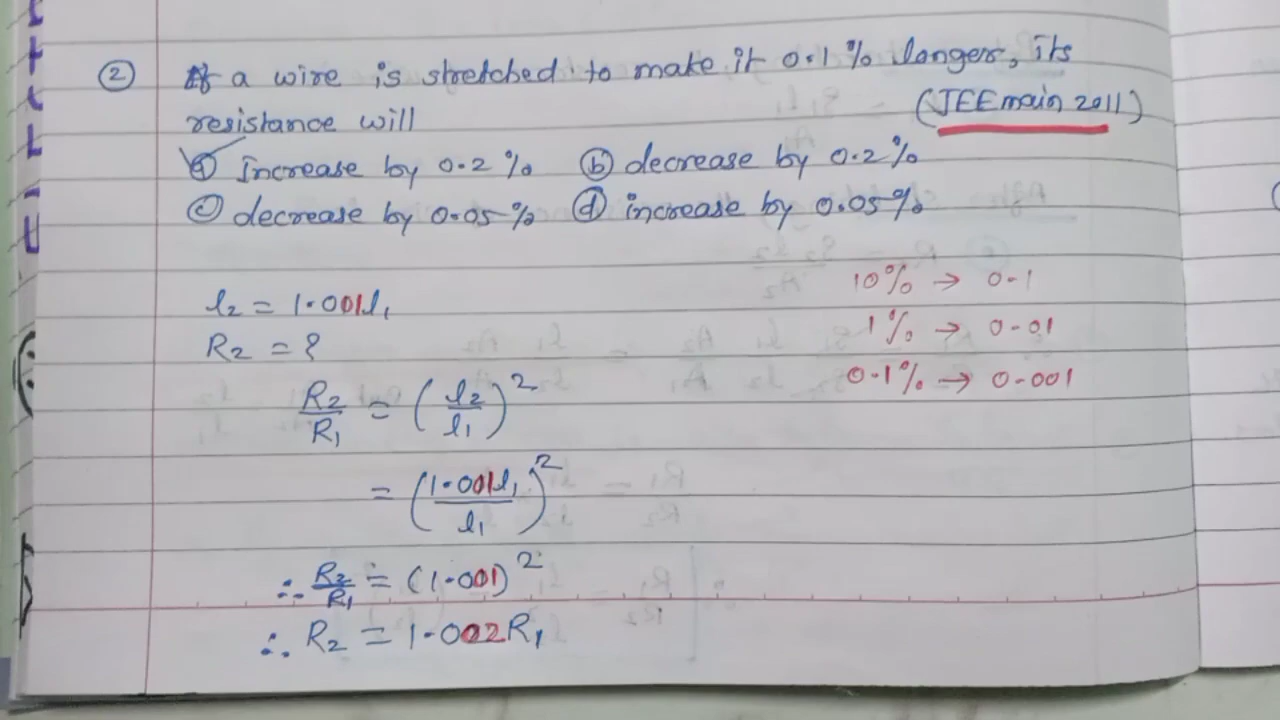 ② If a wire is stretched to make it 0.1% longer, its
resistance will (JEE main 2011)
ⓐ Increase by 0.2% ⓑ decrease by 0.2%
ⓒ decrease by 0.05% ⓓ increase by 0.05%
l₂ = 1.001l₁
R₂ = ?
10% → 0.1
1% → 0.01
0.1% → 0.001
R₂/R₁ = (l₂/l₁)²
= (1.001l₁/l₁)²
∴ R₂/R₁ = (1.001)²
∴ R₂ = 1.002R₁